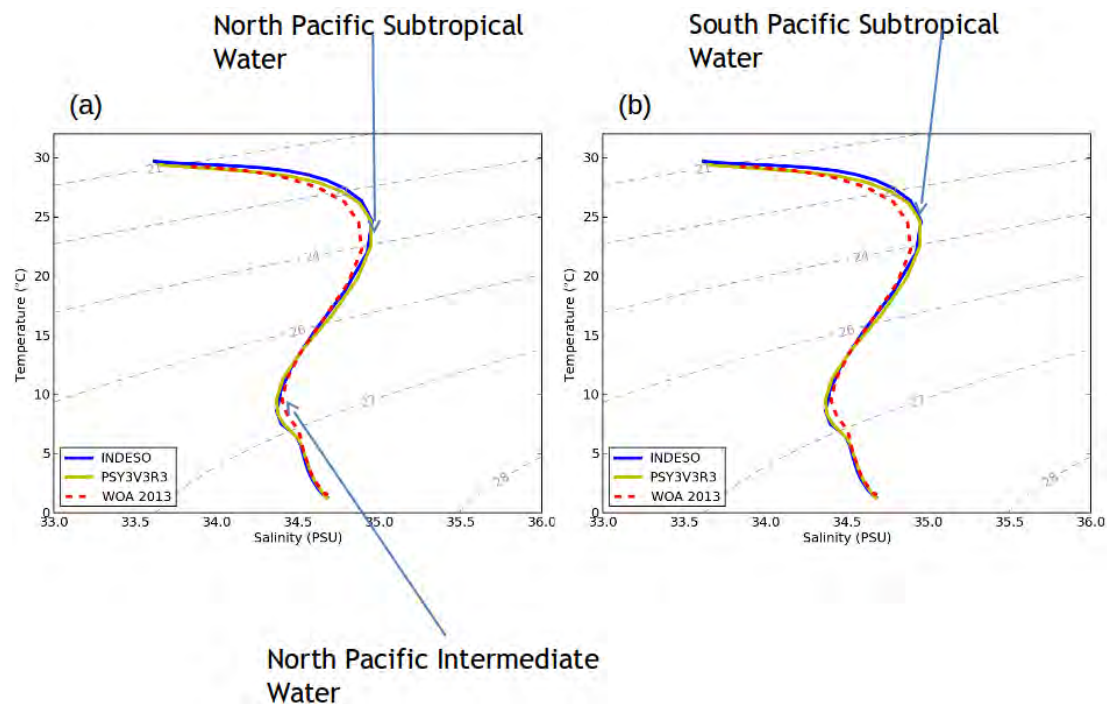 North Pacific Subtropical
Water
South Pacific Subtropical
Water
(a)
(b)
30
25
20
15
10
5
0
Temperature (°C)
21
24
26
27
28
INDESO
PSY3V3R3
WOA 2013
33.0 33.5 34.0 34.5 35.0 35.5 36.0
Salinity (PSU)
30
25
20
15
10
5
0
Temperature (°C)
21
24
26
27
28
INDESO
PSY3V3R3
WOA 2013
33.0 33.5 34.0 34.5 35.0 35.5 36.0
Salinity (PSU)
North Pacific Intermediate
Water